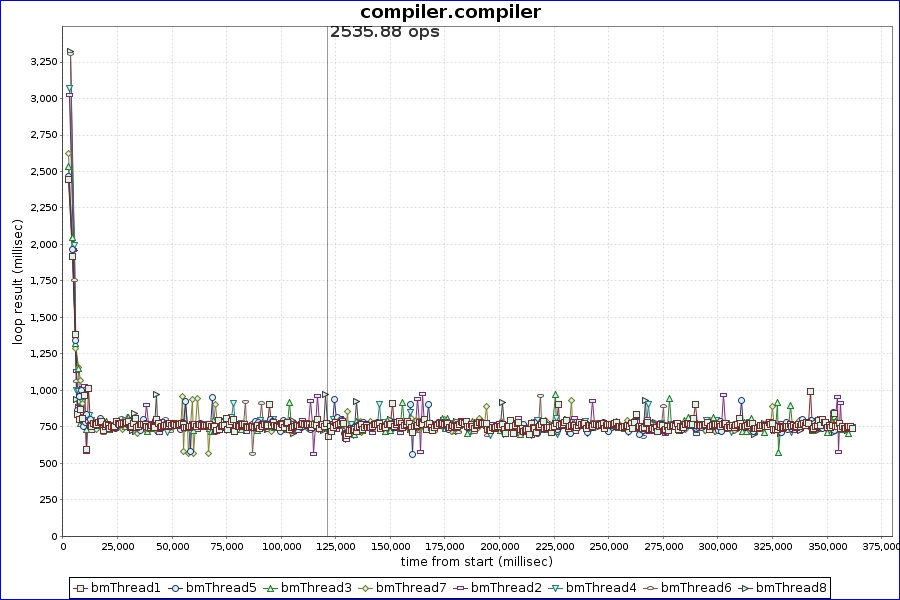 compiler.compiler
2535.88 ops
3,250
3,000
2,750
2,500
2,250
2,000
1,750
1,500
1,250
1,000
750
500
250
0
loop result (millisec)
0 25,000 50,000 75,000 100,000 125,000 150,000 175,000 200,000 225,000 250,000 275,000 300,000 325,000 350,000 375,000
time from start (millisec)
bmThread1 bmThread5 bmThread3 bmThread7 bmThread2 bmThread4 bmThread6 bmThread8